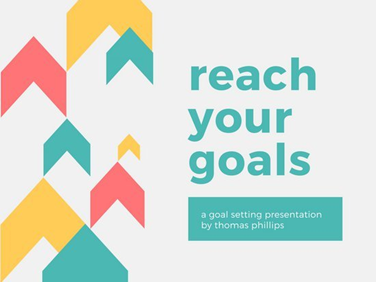 reach
your
goals
a goal setting presentation
by thomas phillips